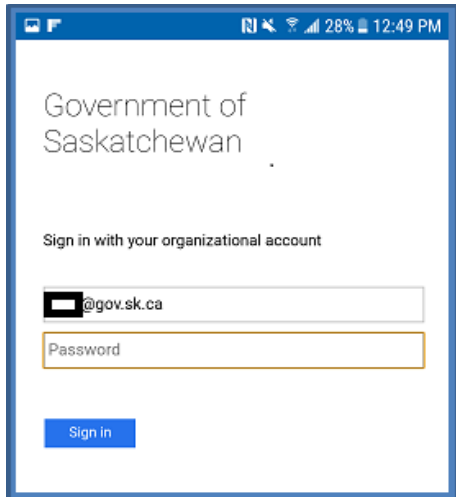 28% 12:49 PM
Government of
Saskatchewan
Sign in with your organizational account
@gov.sk.ca
Password
Sign in